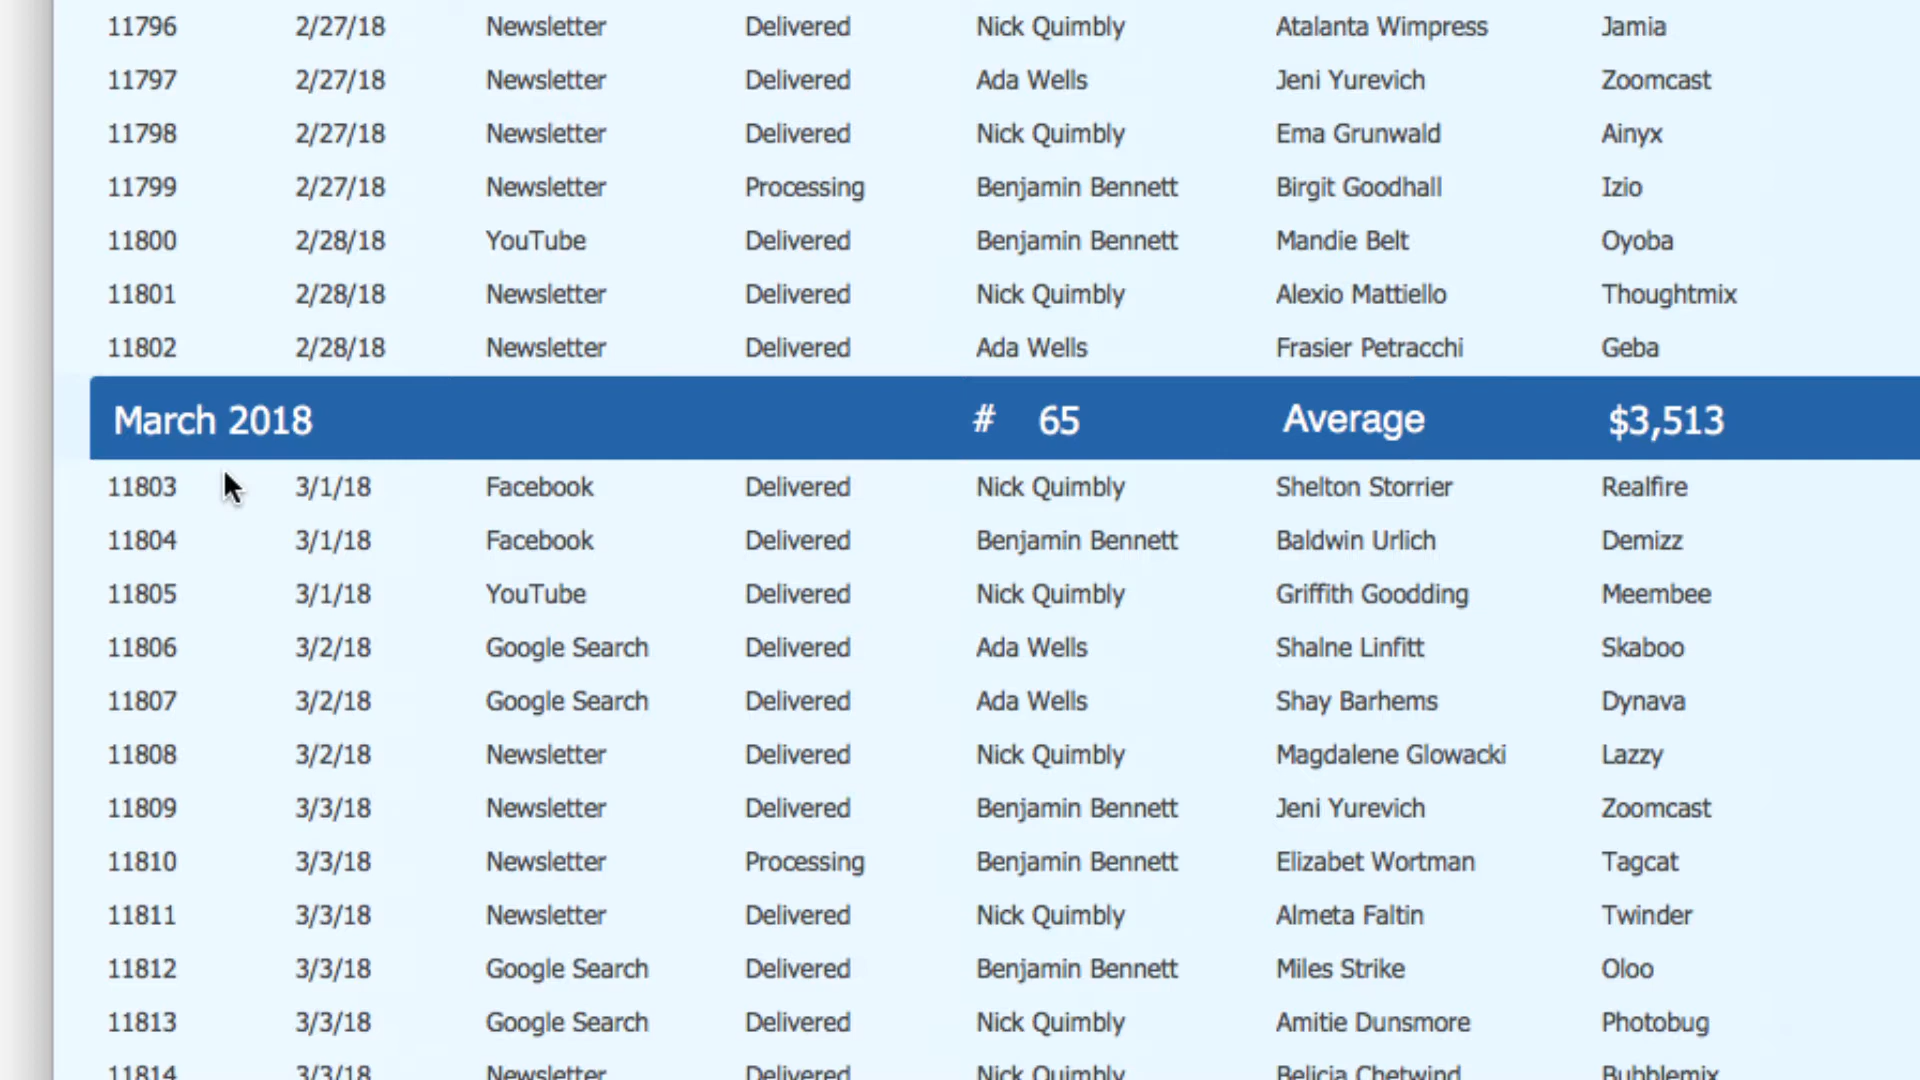 11796 2/27/18 Newsletter Delivered Nick Quimbly Atalanta Wimpress Jamia
11797 2/27/18 Newsletter Delivered Ada Wells Jeni Yurevich Zoomcast
11798 2/27/18 Newsletter Delivered Nick Quimbly Ema Grunwald Ainyx
11799 2/27/18 Newsletter Processing Benjamin Bennett Birgit Goodhall Izio
11800 2/28/18 YouTube Delivered Benjamin Bennett Mandie Belt Oyoba
11801 2/28/18 Newsletter Delivered Nick Quimbly Alexio Mattiello Thoughtmix
11802 2/28/18 Newsletter Delivered Ada Wells Frasier Petracchi Geba
March 2018 # 65 Average $3,513
11803 3/1/18 Facebook Delivered Nick Quimbly Shelton Storrier Realfire
11804 3/1/18 Facebook Delivered Benjamin Bennett Baldwin Urlich Demizz
11805 3/1/18 YouTube Delivered Nick Quimbly Griffith Goodding Meembee
11806 3/2/18 Google Search Delivered Ada Wells Shalne Linfitt Skaboo
11807 3/2/18 Google Search Delivered Ada Wells Shay Barhems Dynava
11808 3/2/18 Newsletter Delivered Nick Quimbly Magdalene Glowacki Lazzy
11809 3/3/18 Newsletter Delivered Benjamin Bennett Jeni Yurevich Zoomcast
11810 3/3/18 Newsletter Processing Benjamin Bennett Elizabet Wortman Tagcat
11811 3/3/18 Newsletter Delivered Nick Quimbly Almeta Faltin Twinder
11812 3/3/18 Google Search Delivered Benjamin Bennett Miles Strike Oloo
11813 3/3/18 Google Search Delivered Nick Quimbly Amitie Dunsmore Photobug
11814 3/3/18 Newsletter Delivered Nick Quimbly Belicia Chetwind Bubblemix